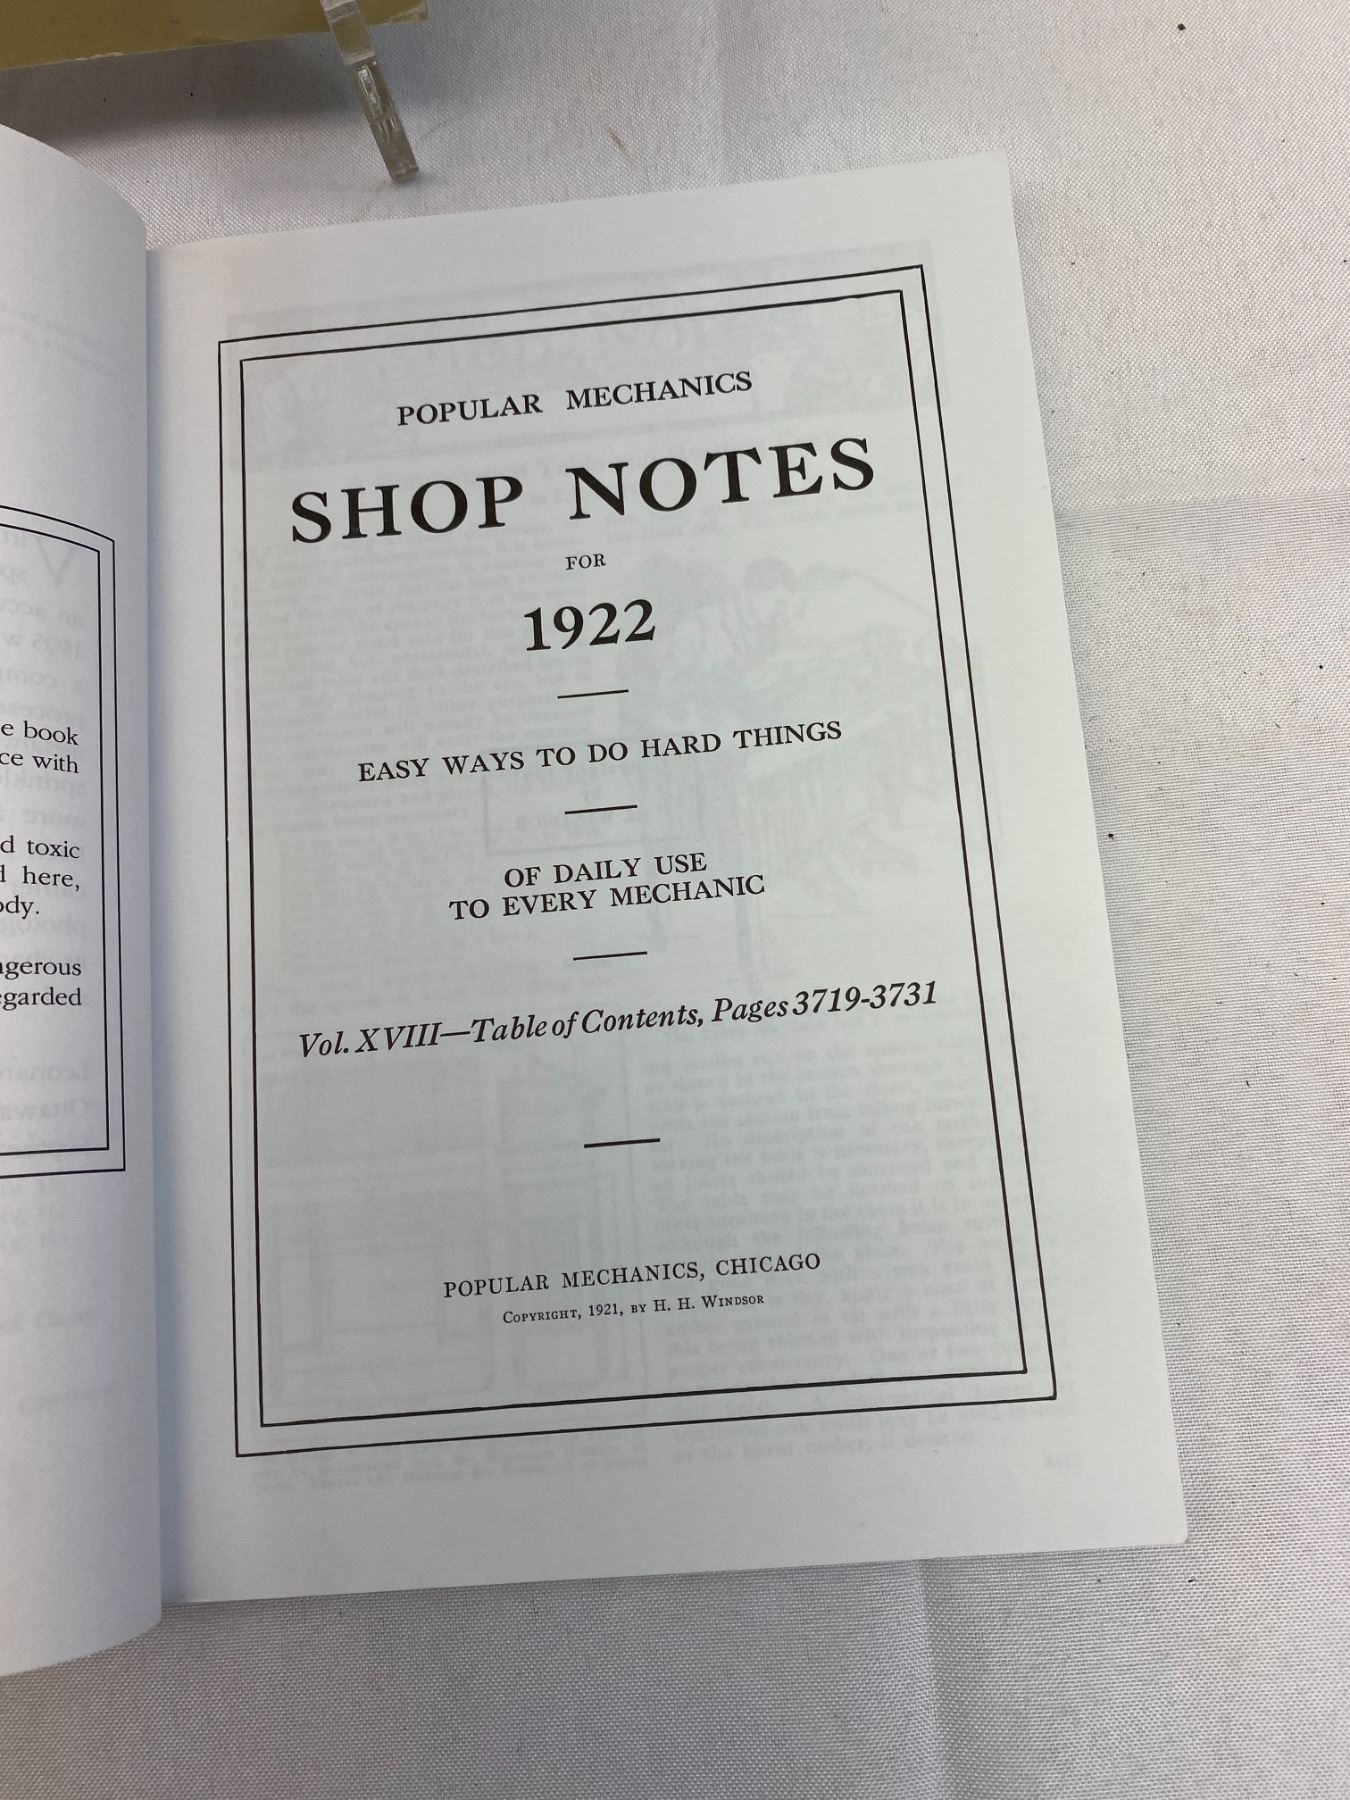 e book
ce with
d toxic
here,
ody.
ngerous
egarded
POPULAR MECHANICS
SHOP NOTES
FOR
1922
EASY WAYS TO DO HARD THINGS
OF DAILY USE
TO EVERY MECHANIC
Vol. XVIII—Table of Contents, Pages 3719-3731
POPULAR MECHANICS, CHICAGO
COPYRIGHT, 1921, BY H. H. WINDSOR